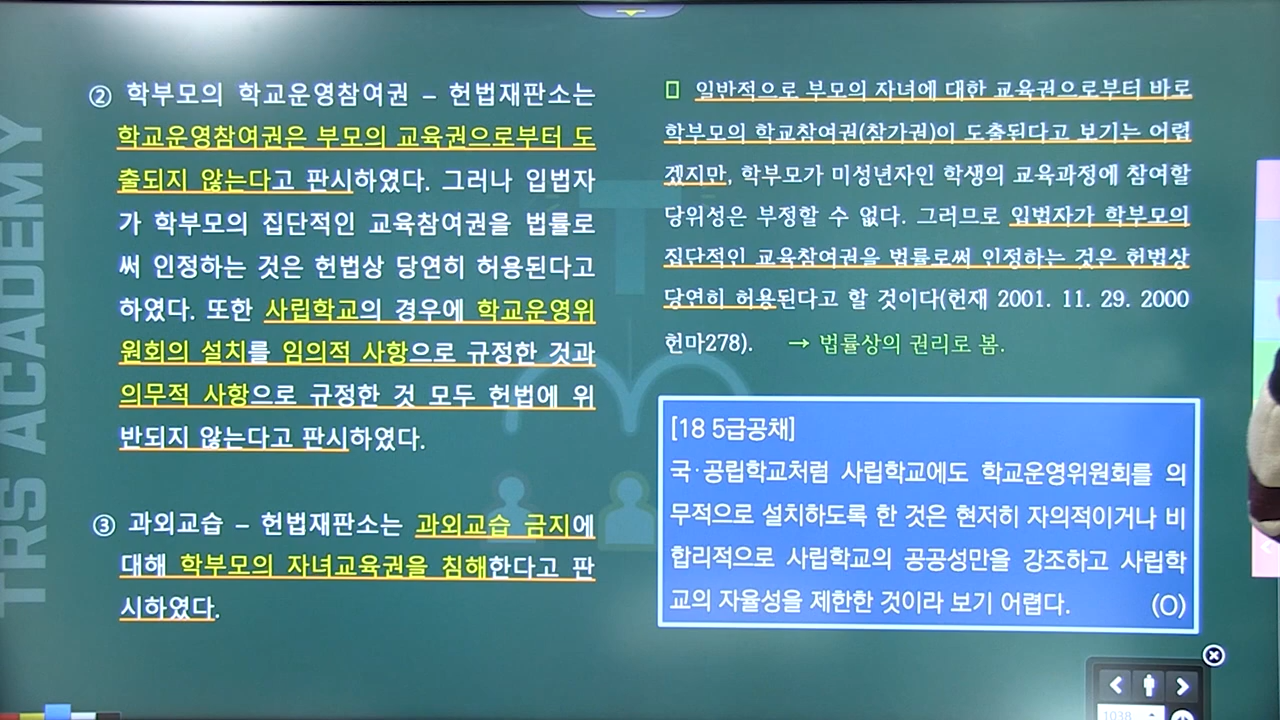 ② 학부모의 학교운영참여권 – 헌법재판소는
학교운영참여권은 부모의 교육권으로부터 도
출되지 않는다고 판시하였다. 그러나 입법자
가 학부모의 집단적인 교육참여권을 법률로
써 인정하는 것은 헌법상 당연히 허용된다고
하였다. 또한 사립학교의 경우에 학교운영위
원회의 설치를 임의적 사항으로 규정한 것과
의무적 사항으로 규정한 것 모두 헌법에 위
반되지 않는다고 판시하였다.
③ 과외교습 – 헌법재판소는 과외교습 금지에
대해 학부모의 자녀교육권을 침해한다고 판
시하였다.
일반적으로 부모의 자녀에 대한 교육권으로부터 바로
학부모의 학교참여권(참가권)이 도출된다고 보기는 어렵
겠지만, 학부모가 미성년자인 학생의 교육과정에 참여할
당위성은 부정할 수 없다. 그러므로 입법자가 학부모의
집단적인 교육참여권을 법률로써 인정하는 것은 헌법상
당연히 허용된다고 할 것이다(헌재 2001. 11. 29. 2000
헌마278). → 법률상의 권리로 봄.
[18 5급공채]
국·공립학교처럼 사립학교에도 학교운영위원회를 의
무적으로 설치하도록 한 것은 현저히 자의적이거나 비
합리적으로 사립학교의 공공성만을 강조하고 사립학
교의 자율성을 제한한 것이라 보기 어렵다. (O)
TRS ACADEMY
1038